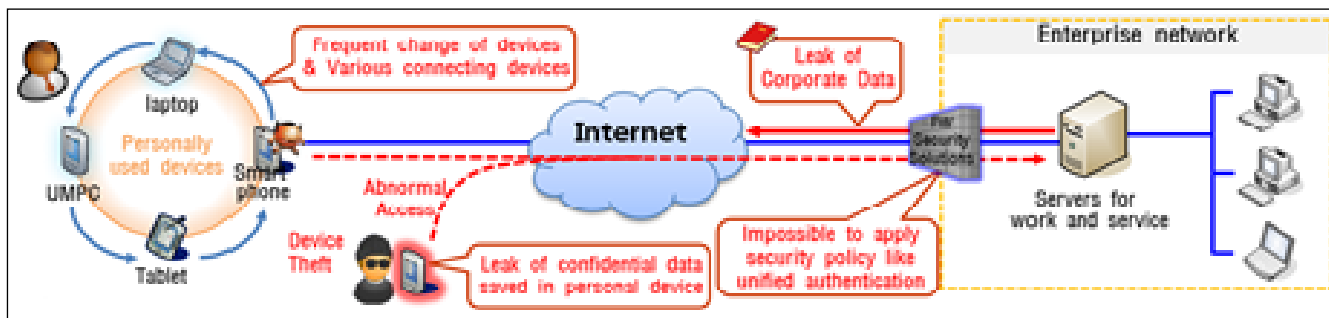 Frequent change of devices
& Various connecting devices
laptop
Personally
used devices
UMPC
Smart
phone
Tablet
Device
Theft
Abnormal
Access
Leak of confidential data
saved in personal device
Internet
Leak of
Corporate Data
Security
Solutions
Impossible to apply
security policy like
unified authentication
Enterprise network
Servers for
work and service